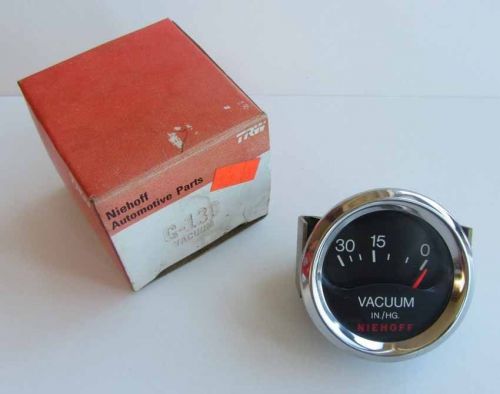 TRW
Niehoff
Automotive Parts
VACUUM
30 15 0
VACUUM
IN./HG.
NIEHOFF